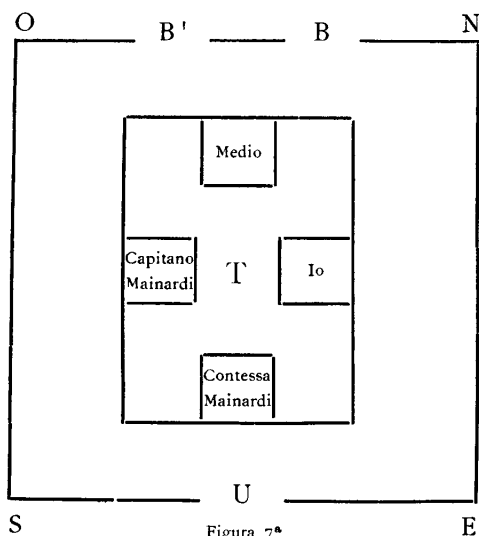 O B' B N
Medio
Capitano
Mainardi
T
Io
Contessa
Mainardi
U
S E
Figura 7ª